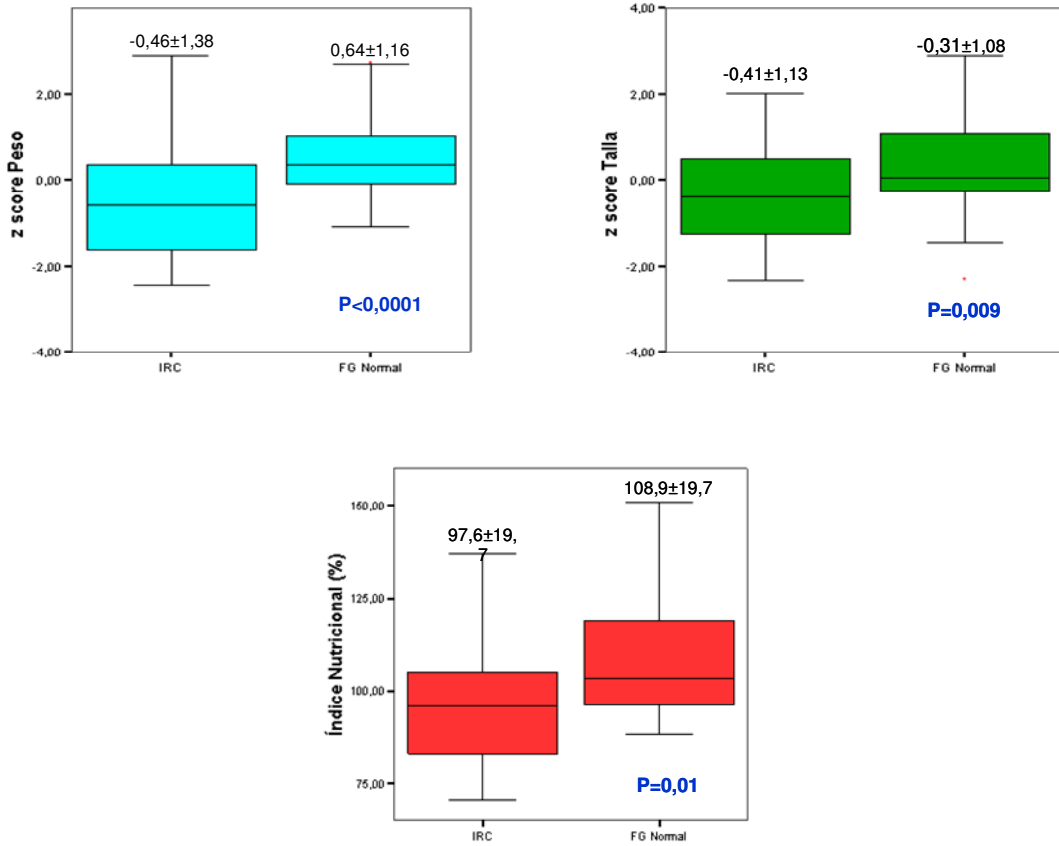 -0,46±1,38
0,64±1,16
2,00
0,00
-2,00
-4,00
z score Peso
P<0,0001
IRC
FG Normal
4,00
-0,41±1,13
-0,31±1,08
2,00
0,00
-2,00
-4,00
z score Talla
P=0,009
IRC
FG Normal
108,9±19,7
97,6±19,
7
150,00
125,00
100,00
75,00
Índice Nutricional (%)
P=0,01
IRC
FG Normal